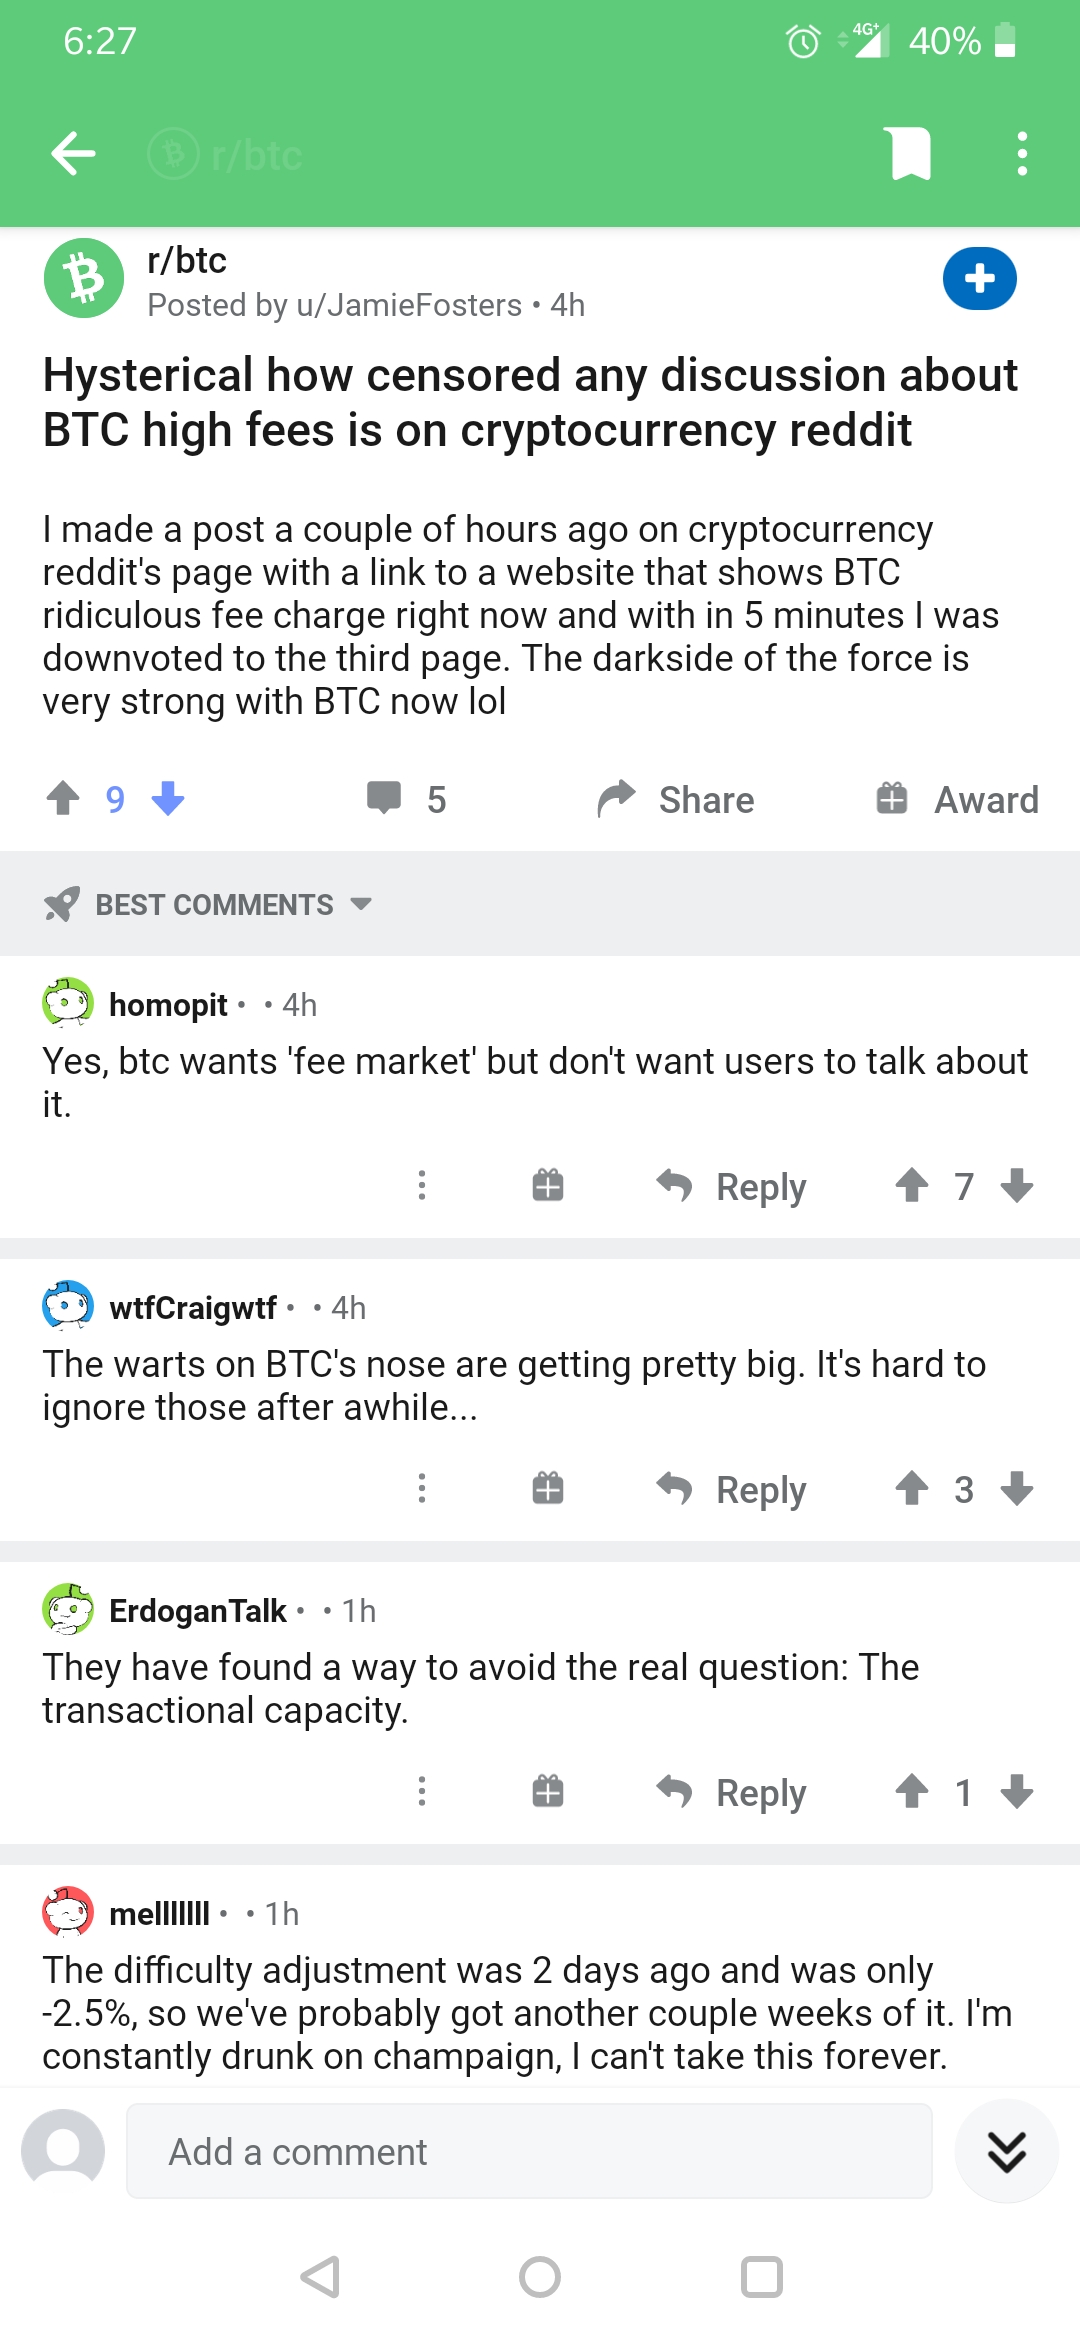 6:27
4G+ 40%
r/btc
r/btc
Posted by u/JamieFosters • 4h
Hysterical how censored any discussion about
BTC high fees is on cryptocurrency reddit
I made a post a couple of hours ago on cryptocurrency
reddit's page with a link to a website that shows BTC
ridiculous fee charge right now and with in 5 minutes I was
downvoted to the third page. The darkside of the force is
very strong with BTC now lol
9 5 Share Award
BEST COMMENTS
homopit • • 4h
Yes, btc wants 'fee market' but don't want users to talk about
it.
Reply 7
wtfCraigwtf • • 4h
The warts on BTC's nose are getting pretty big. It's hard to
ignore those after awhile...
Reply 3
ErdoganTalk • • 1h
They have found a way to avoid the real question: The
transactional capacity.
Reply 1
melllllll • • 1h
The difficulty adjustment was 2 days ago and was only
-2.5%, so we've probably got another couple weeks of it. I'm
constantly drunk on champaign, I can't take this forever.
Add a comment